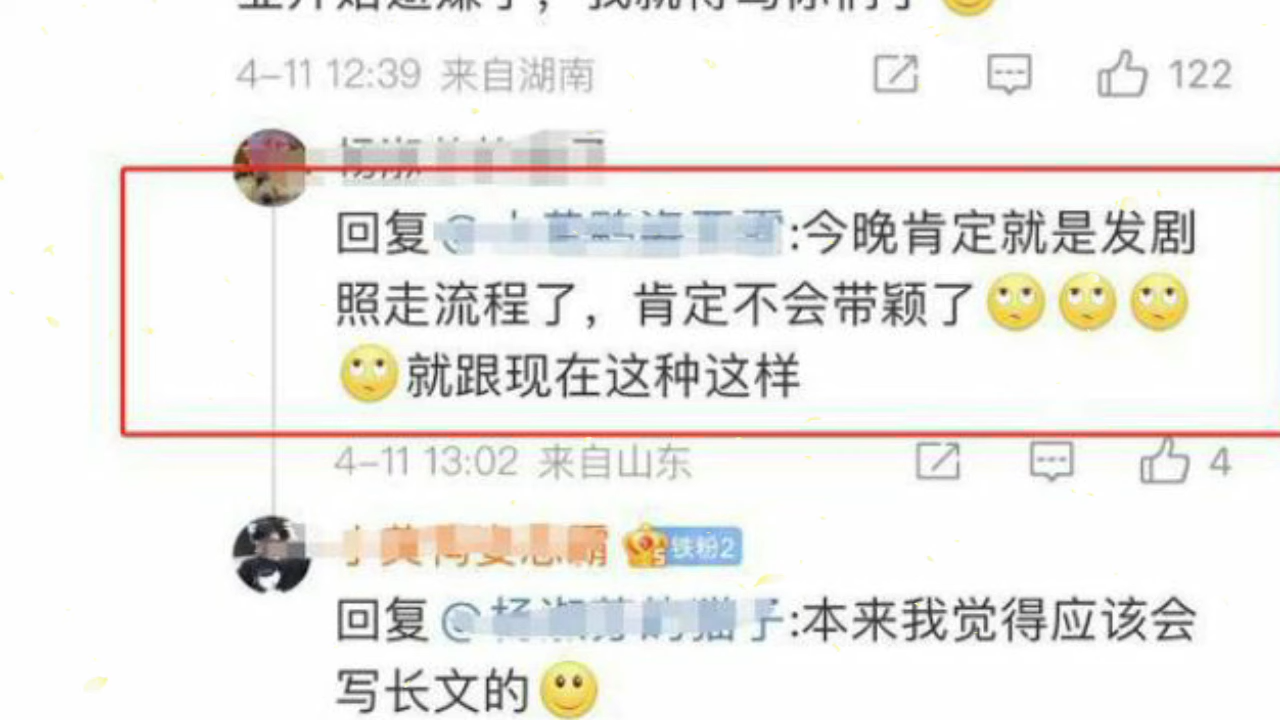 4-11 12:39 来自湖南
122
回复
:今晚肯定就是发剧
照走流程了，肯定不会带颖了🙄🙄🙄
🙄就跟现在这种这样
4-11 13:02 来自山东
4
铁粉2
回复@
:本来我觉得应该会
写长文的🙂